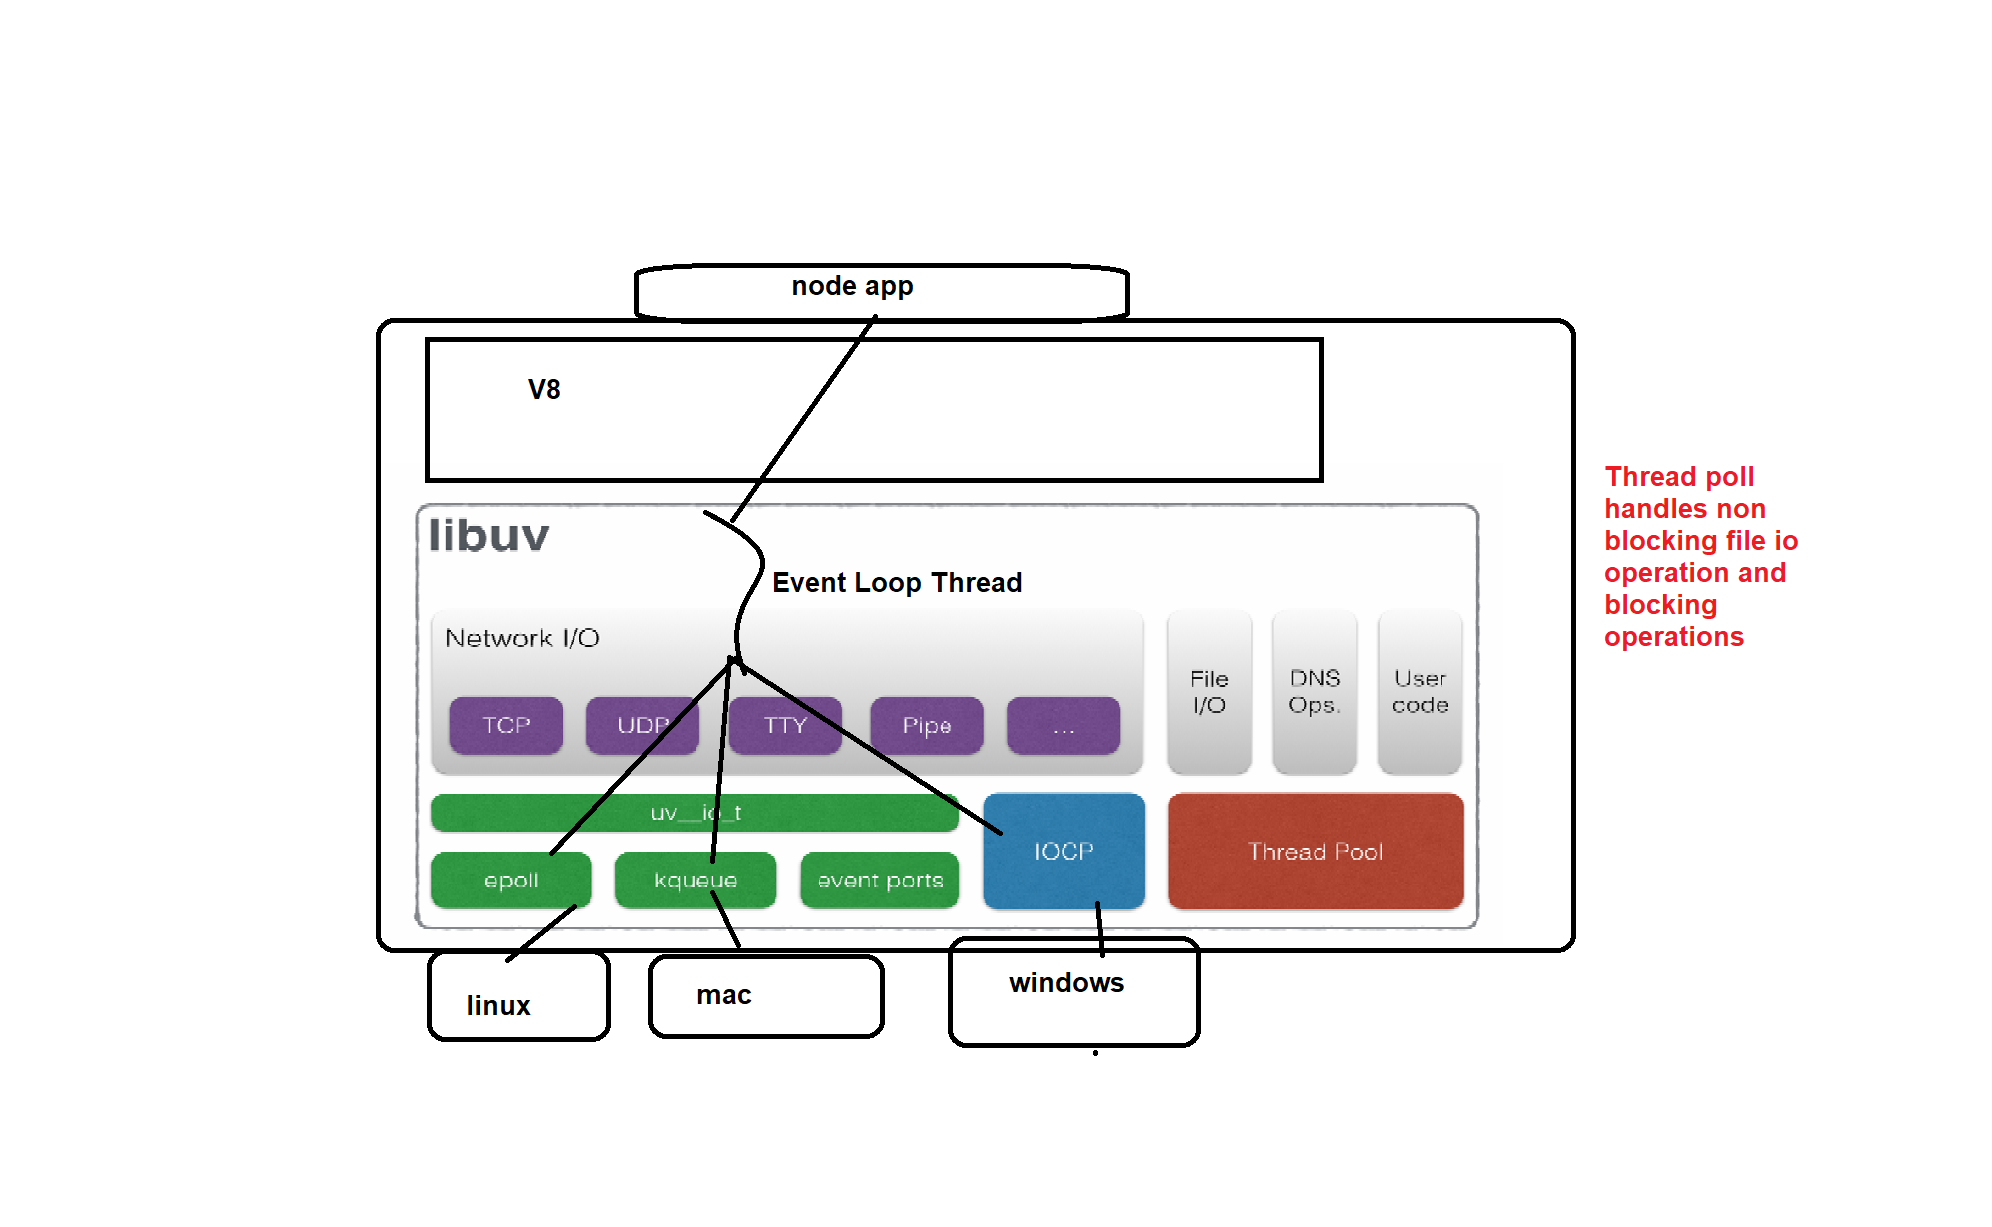 node app
V8
libuv
Event Loop Thread
Network I/O
TCP
UDP
TTY
Pipe
...
File
I/O
DNS
Ops.
User
code
uv__io_t
epoll
kqueue
event ports
IOCP
Thread Pool
linux
mac
windows
Thread poll
handles non
blocking file io
operation and
blocking
operations